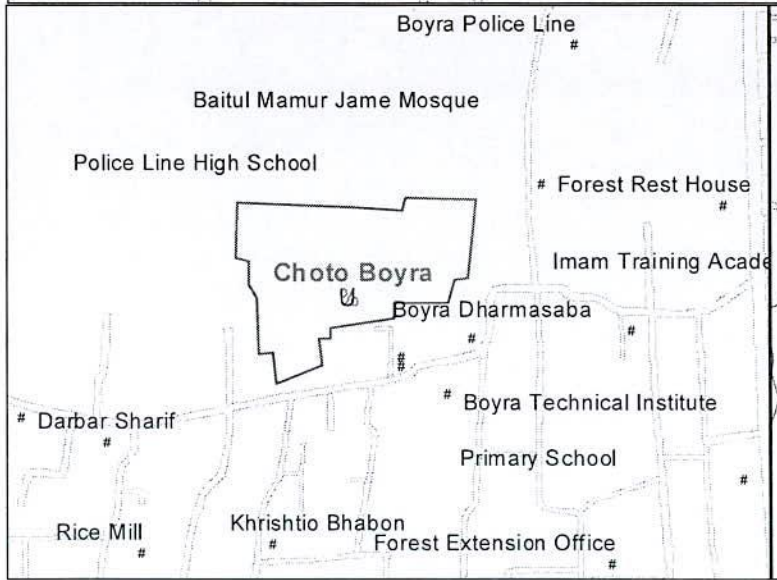 Boyra Police Line
Baitul Mamur Jame Mosque
Police Line High School
Forest Rest House
Choto Boyra
Imam Training Acade
Boyra Dharmasaba
Boyra Technical Institute
Darbar Sharif
Primary School
Khrishtio Bhabon
Rice Mill
Forest Extension Office